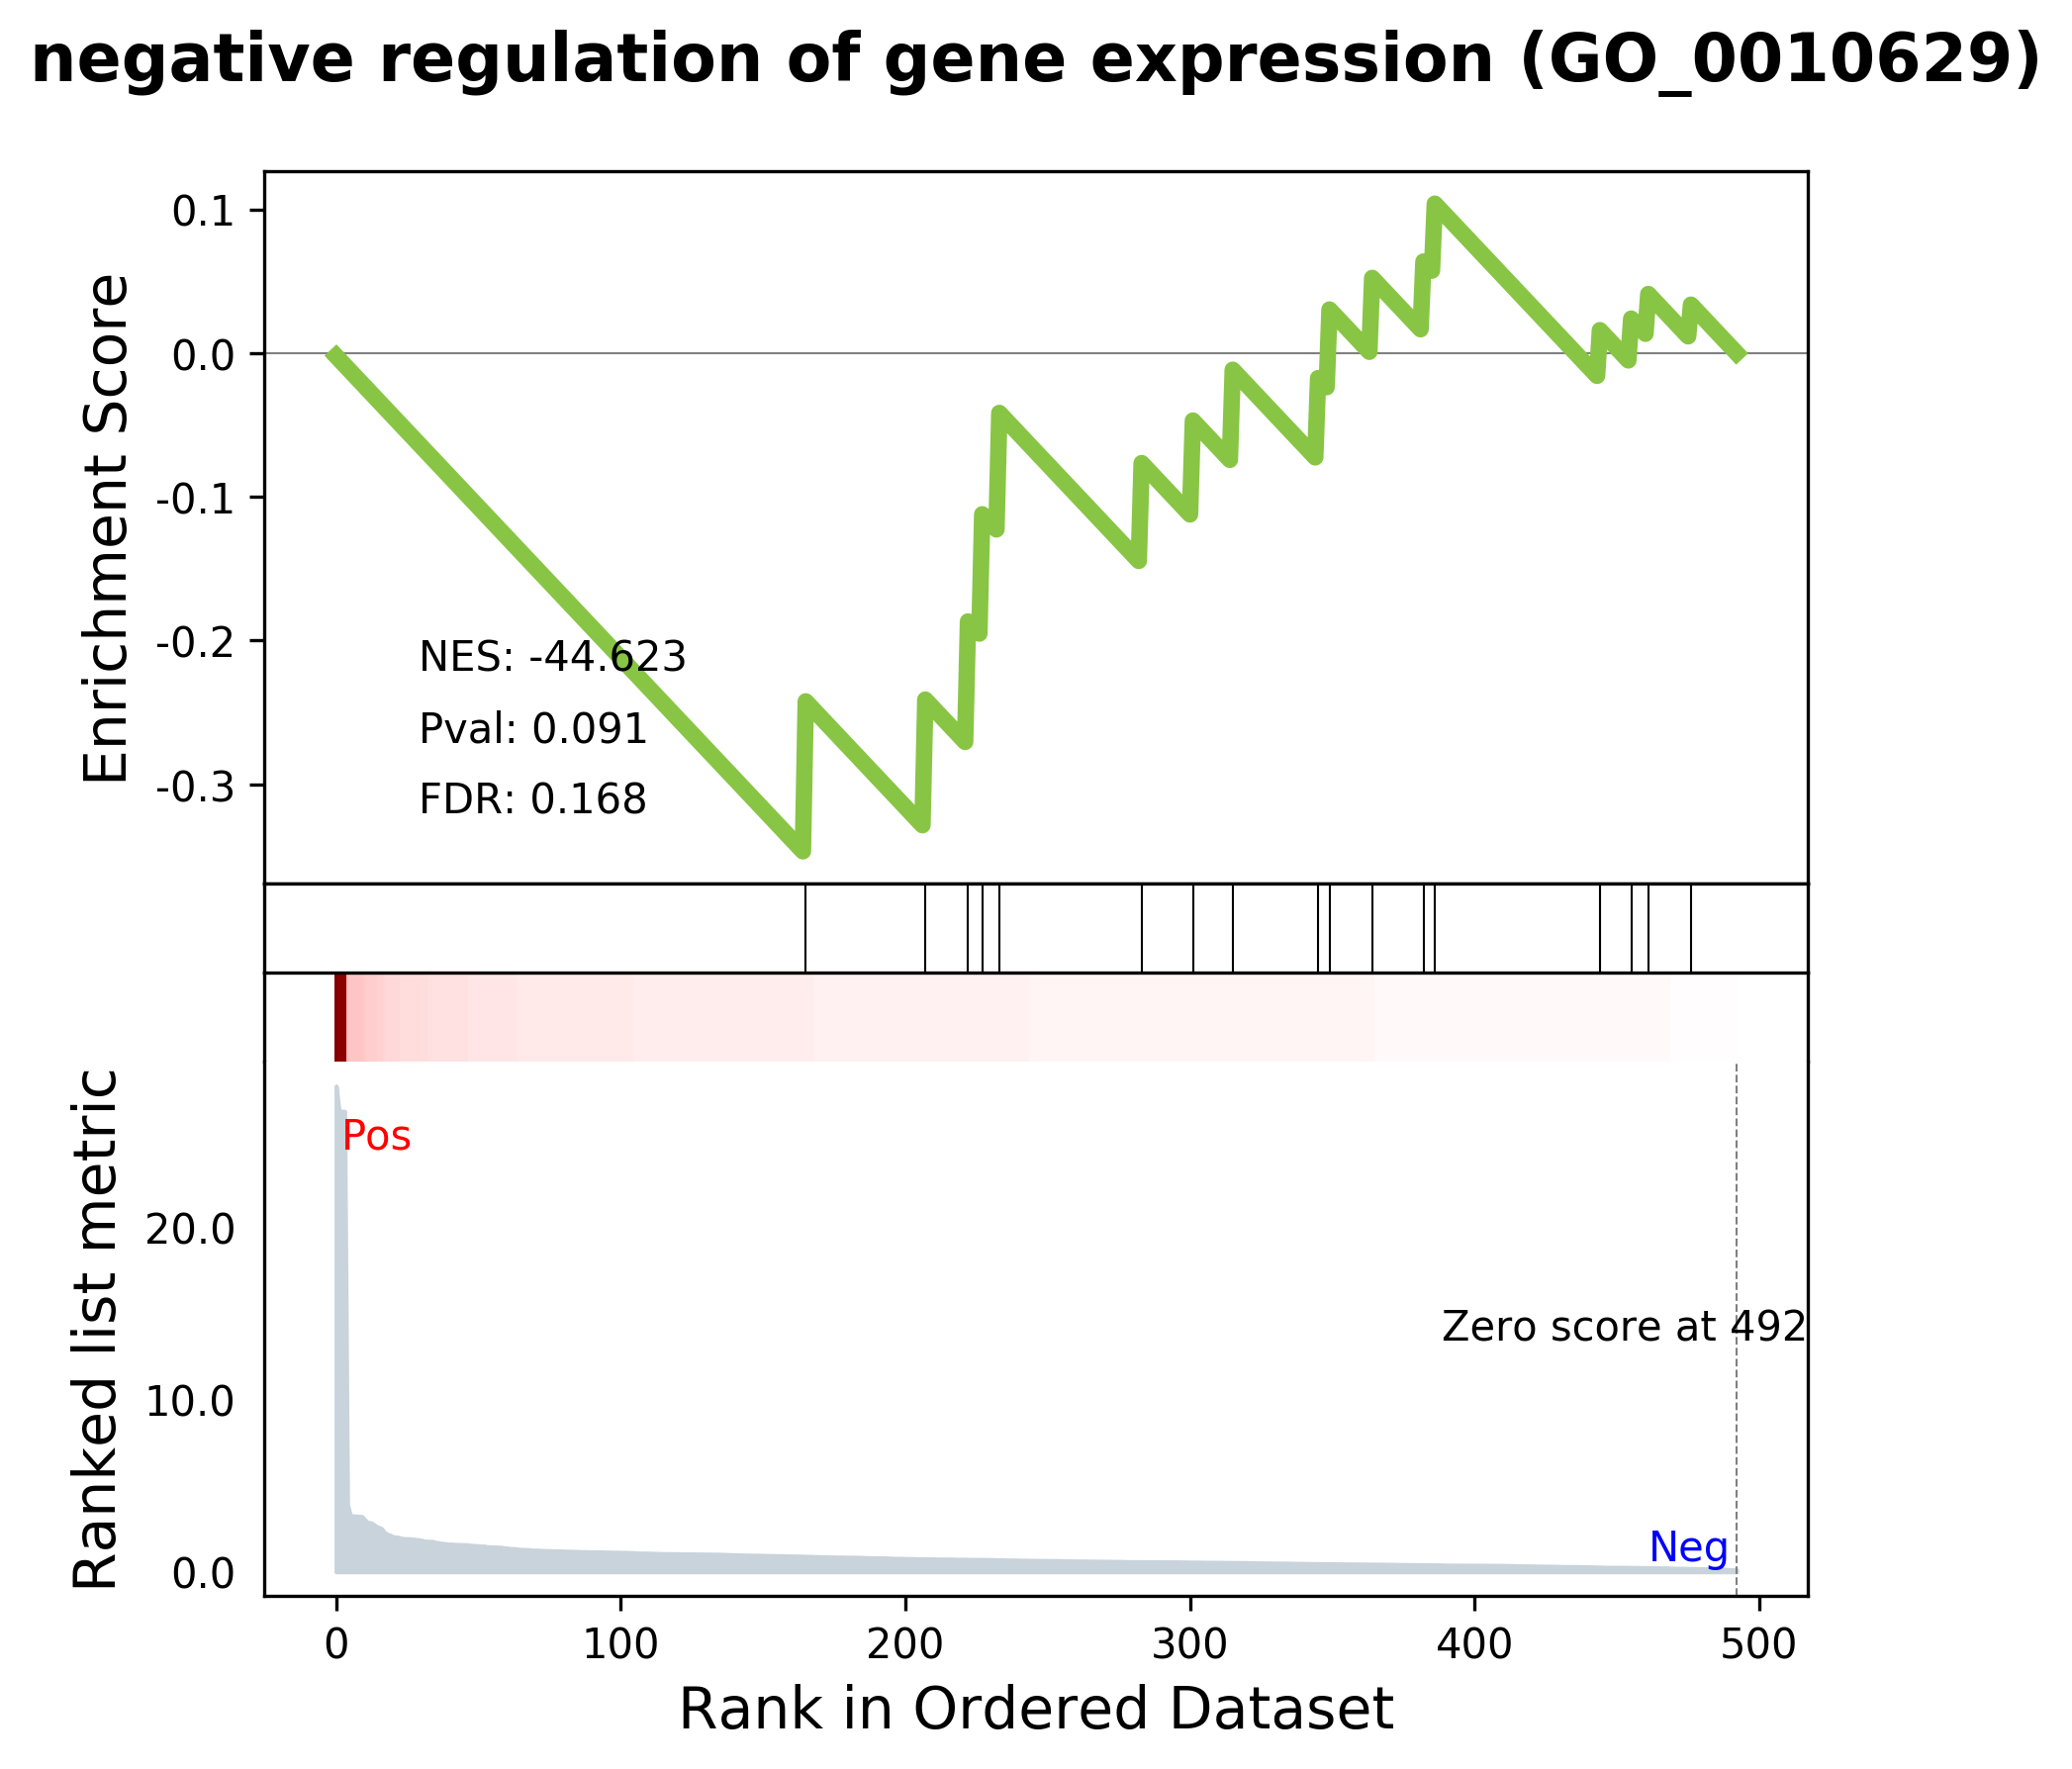 negative regulation of gene expression (GO_0010629)
Enrichment Score
0.1
0.0
-0.1
-0.2
-0.3
NES: -44.623
Pval: 0.091
FDR: 0.168
Ranked list metric
20.0
10.0
0.0
Pos
Zero score at 492
Neg
0 100 200 300 400 500
Rank in Ordered Dataset